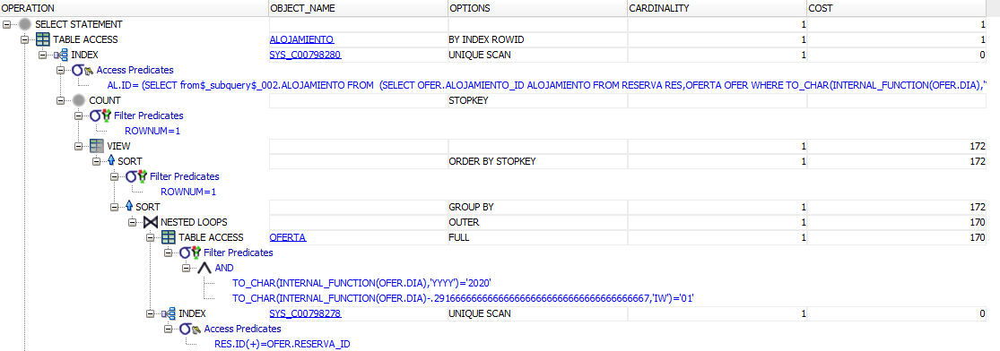 OPERATION OBJECT_NAME OPTIONS CARDINALITY COST
SELECT STATEMENT 1 1
TABLE ACCESS ALOJAMIENTO BY INDEX ROWID 1 1
INDEX SYS_C00798280 UNIQUE SCAN 1 0
Access Predicates
AL.ID= (SELECT from$_subquery$_002.ALOJAMIENTO FROM (SELECT OFER.ALOJAMIENTO_ID ALOJAMIENTO FROM RESERVA RES,OFERTA OFER WHERE TO_CHAR(INTERNAL_FUNCTION(OFER.DIA),'
COUNT STOPKEY
Filter Predicates
ROWNUM=1
VIEW 1 172
SORT ORDER BY STOPKEY 1 172
Filter Predicates
ROWNUM=1
SORT GROUP BY 1 172
NESTED LOOPS OUTER 1 170
TABLE ACCESS OFERTA FULL 1 170
Filter Predicates
AND
TO_CHAR(INTERNAL_FUNCTION(OFER.DIA),'YYYY')='2020'
TO_CHAR(INTERNAL_FUNCTION(OFER.DIA)-.2916666666666666666666666666666666666667,'IW')='01'
INDEX SYS_C00798278 UNIQUE SCAN 1 0
Access Predicates
RES.ID(+)=OFER.RESERVA_ID